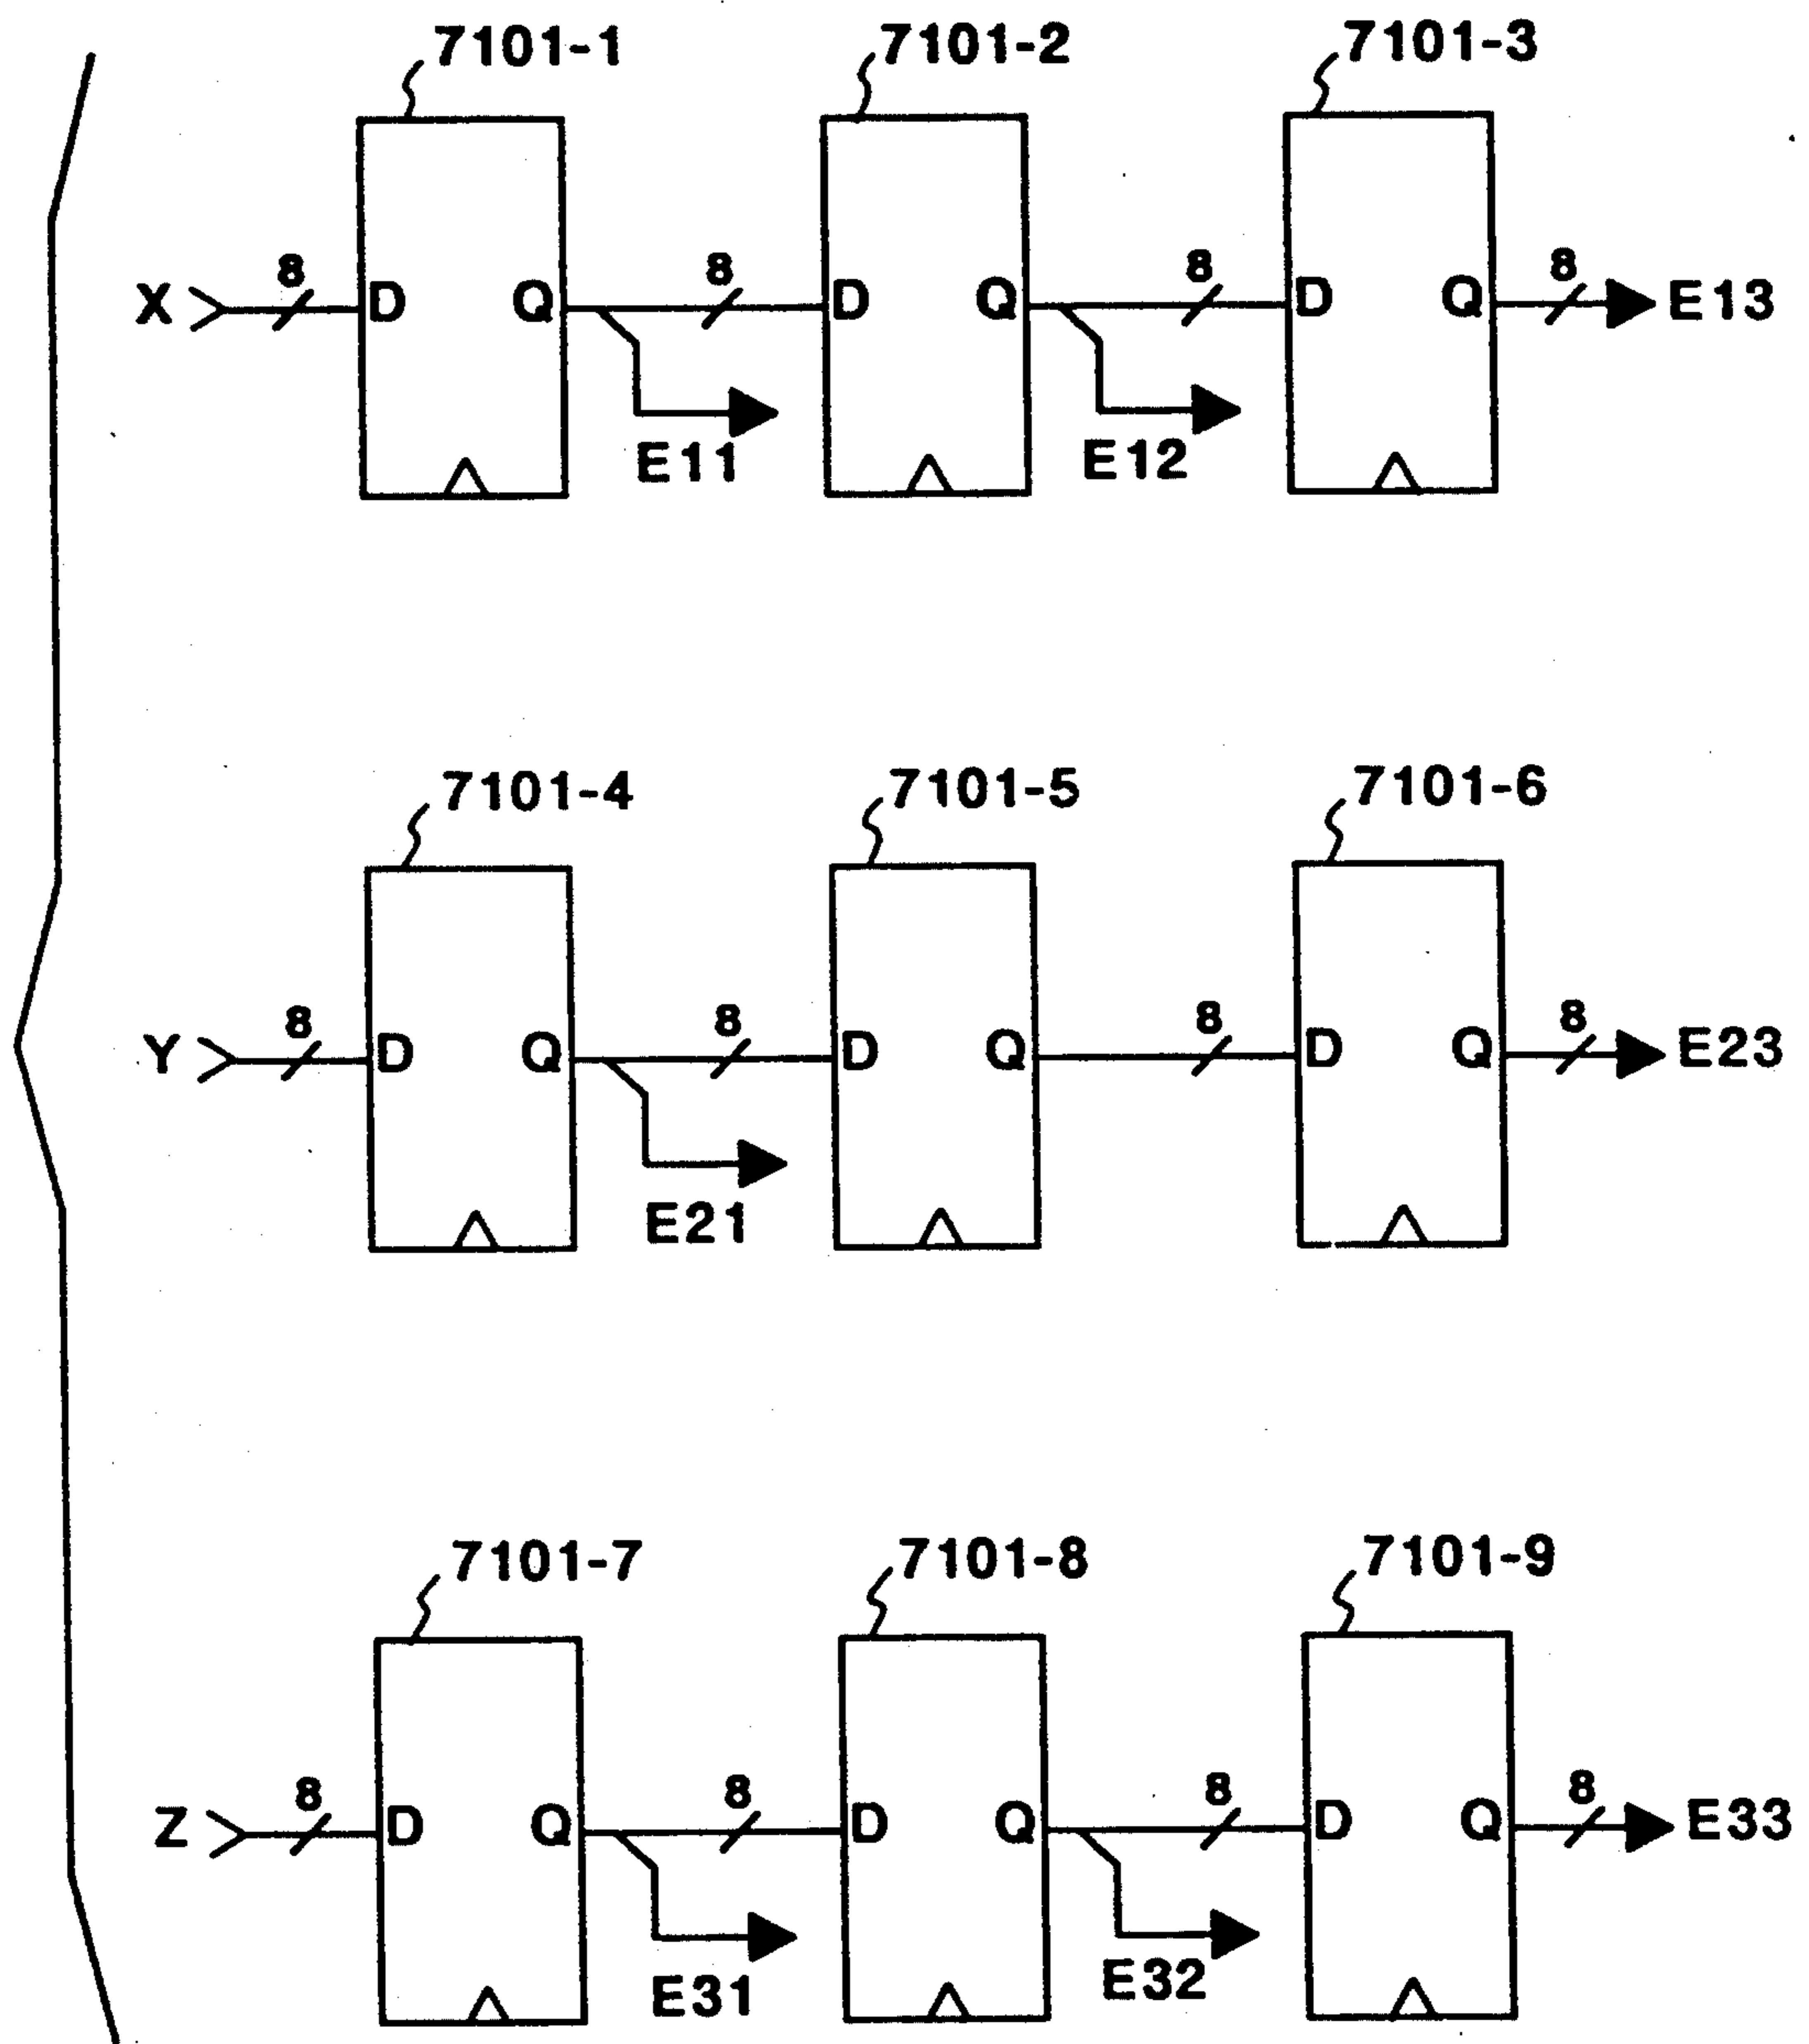 7101-1 7101-2 7101-3
8 8 8 8
X D Q D Q D Q E13
E11 E12
7101-4 7101-5 7101-6
8 8 8 8
Y D Q D Q D Q E23
E21
7101-7 7101-8 7101-9
8 8 8 8
Z D Q D Q D Q E33
E31 E32